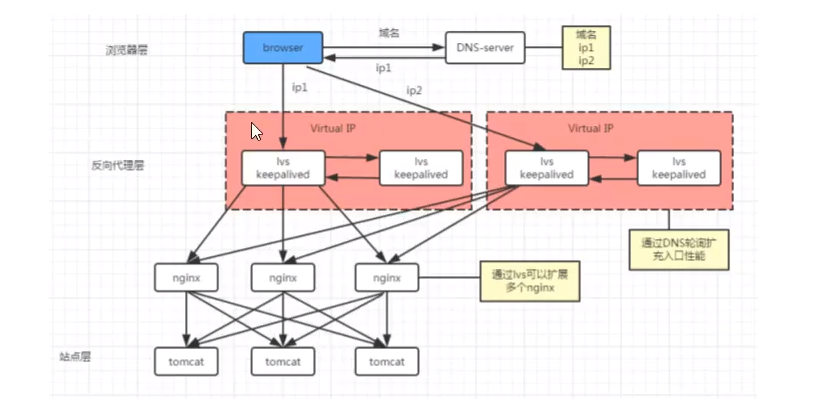 浏览器层
browser
域名
DNS-server
域名
ip1
ip2
ip1
ip1
ip2
Virtual IP
Virtual IP
反向代理层
lvs
keepalived
lvs
keepalived
lvs
keepalived
lvs
keepalived
通过DNS轮询扩
充入口性能
nginx
nginx
nginx
通过lvs可以扩展
多个nginx
站点层
tomcat
tomcat
tomcat